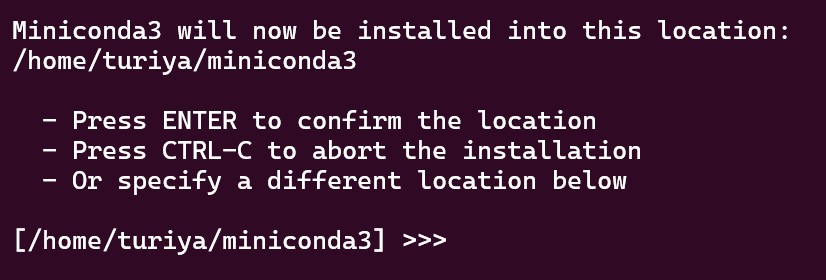 Miniconda3 will now be installed into this location:
/home/turiya/miniconda3
- Press ENTER to confirm the location
- Press CTRL-C to abort the installation
- Or specify a different location below
[/home/turiya/miniconda3] >>>